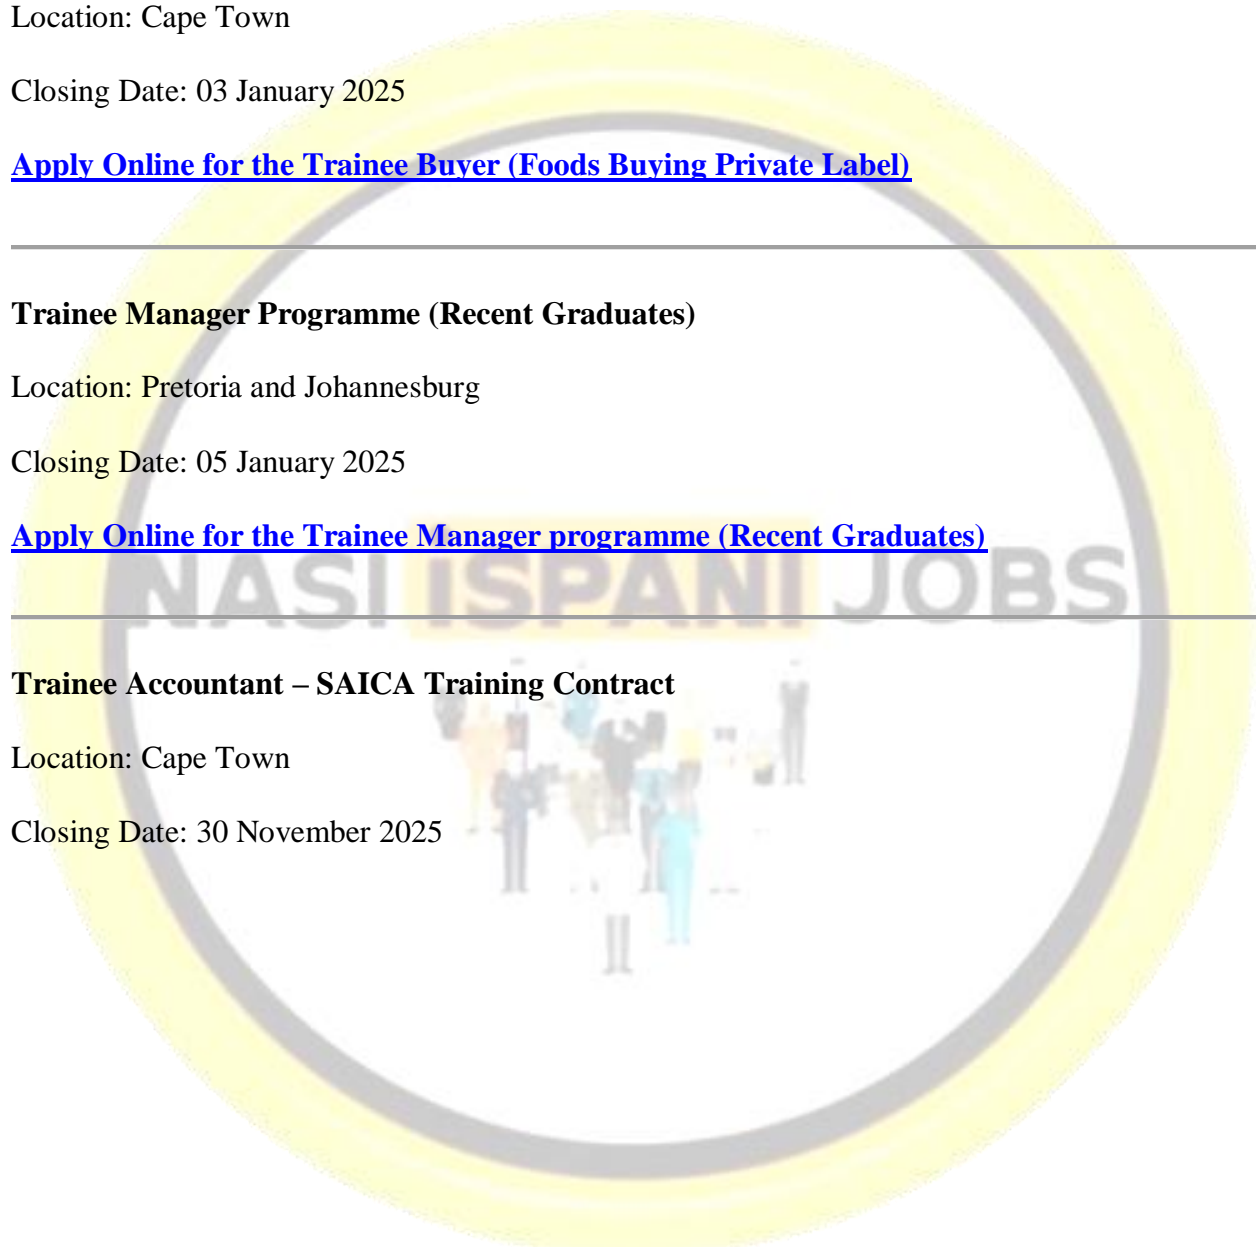 Location: Cape Town
Closing Date: 03 January 2025
Apply Online for the Trainee Buyer (Foods Buying Private Label)
Trainee Manager Programme (Recent Graduates)
Location: Pretoria and Johannesburg
Closing Date: 05 January 2025
Apply Online for the Trainee Manager programme (Recent Graduates)
NASI iSPANI JOBS
Trainee Accountant – SAICA Training Contract
Location: Cape Town
Closing Date: 30 November 2025